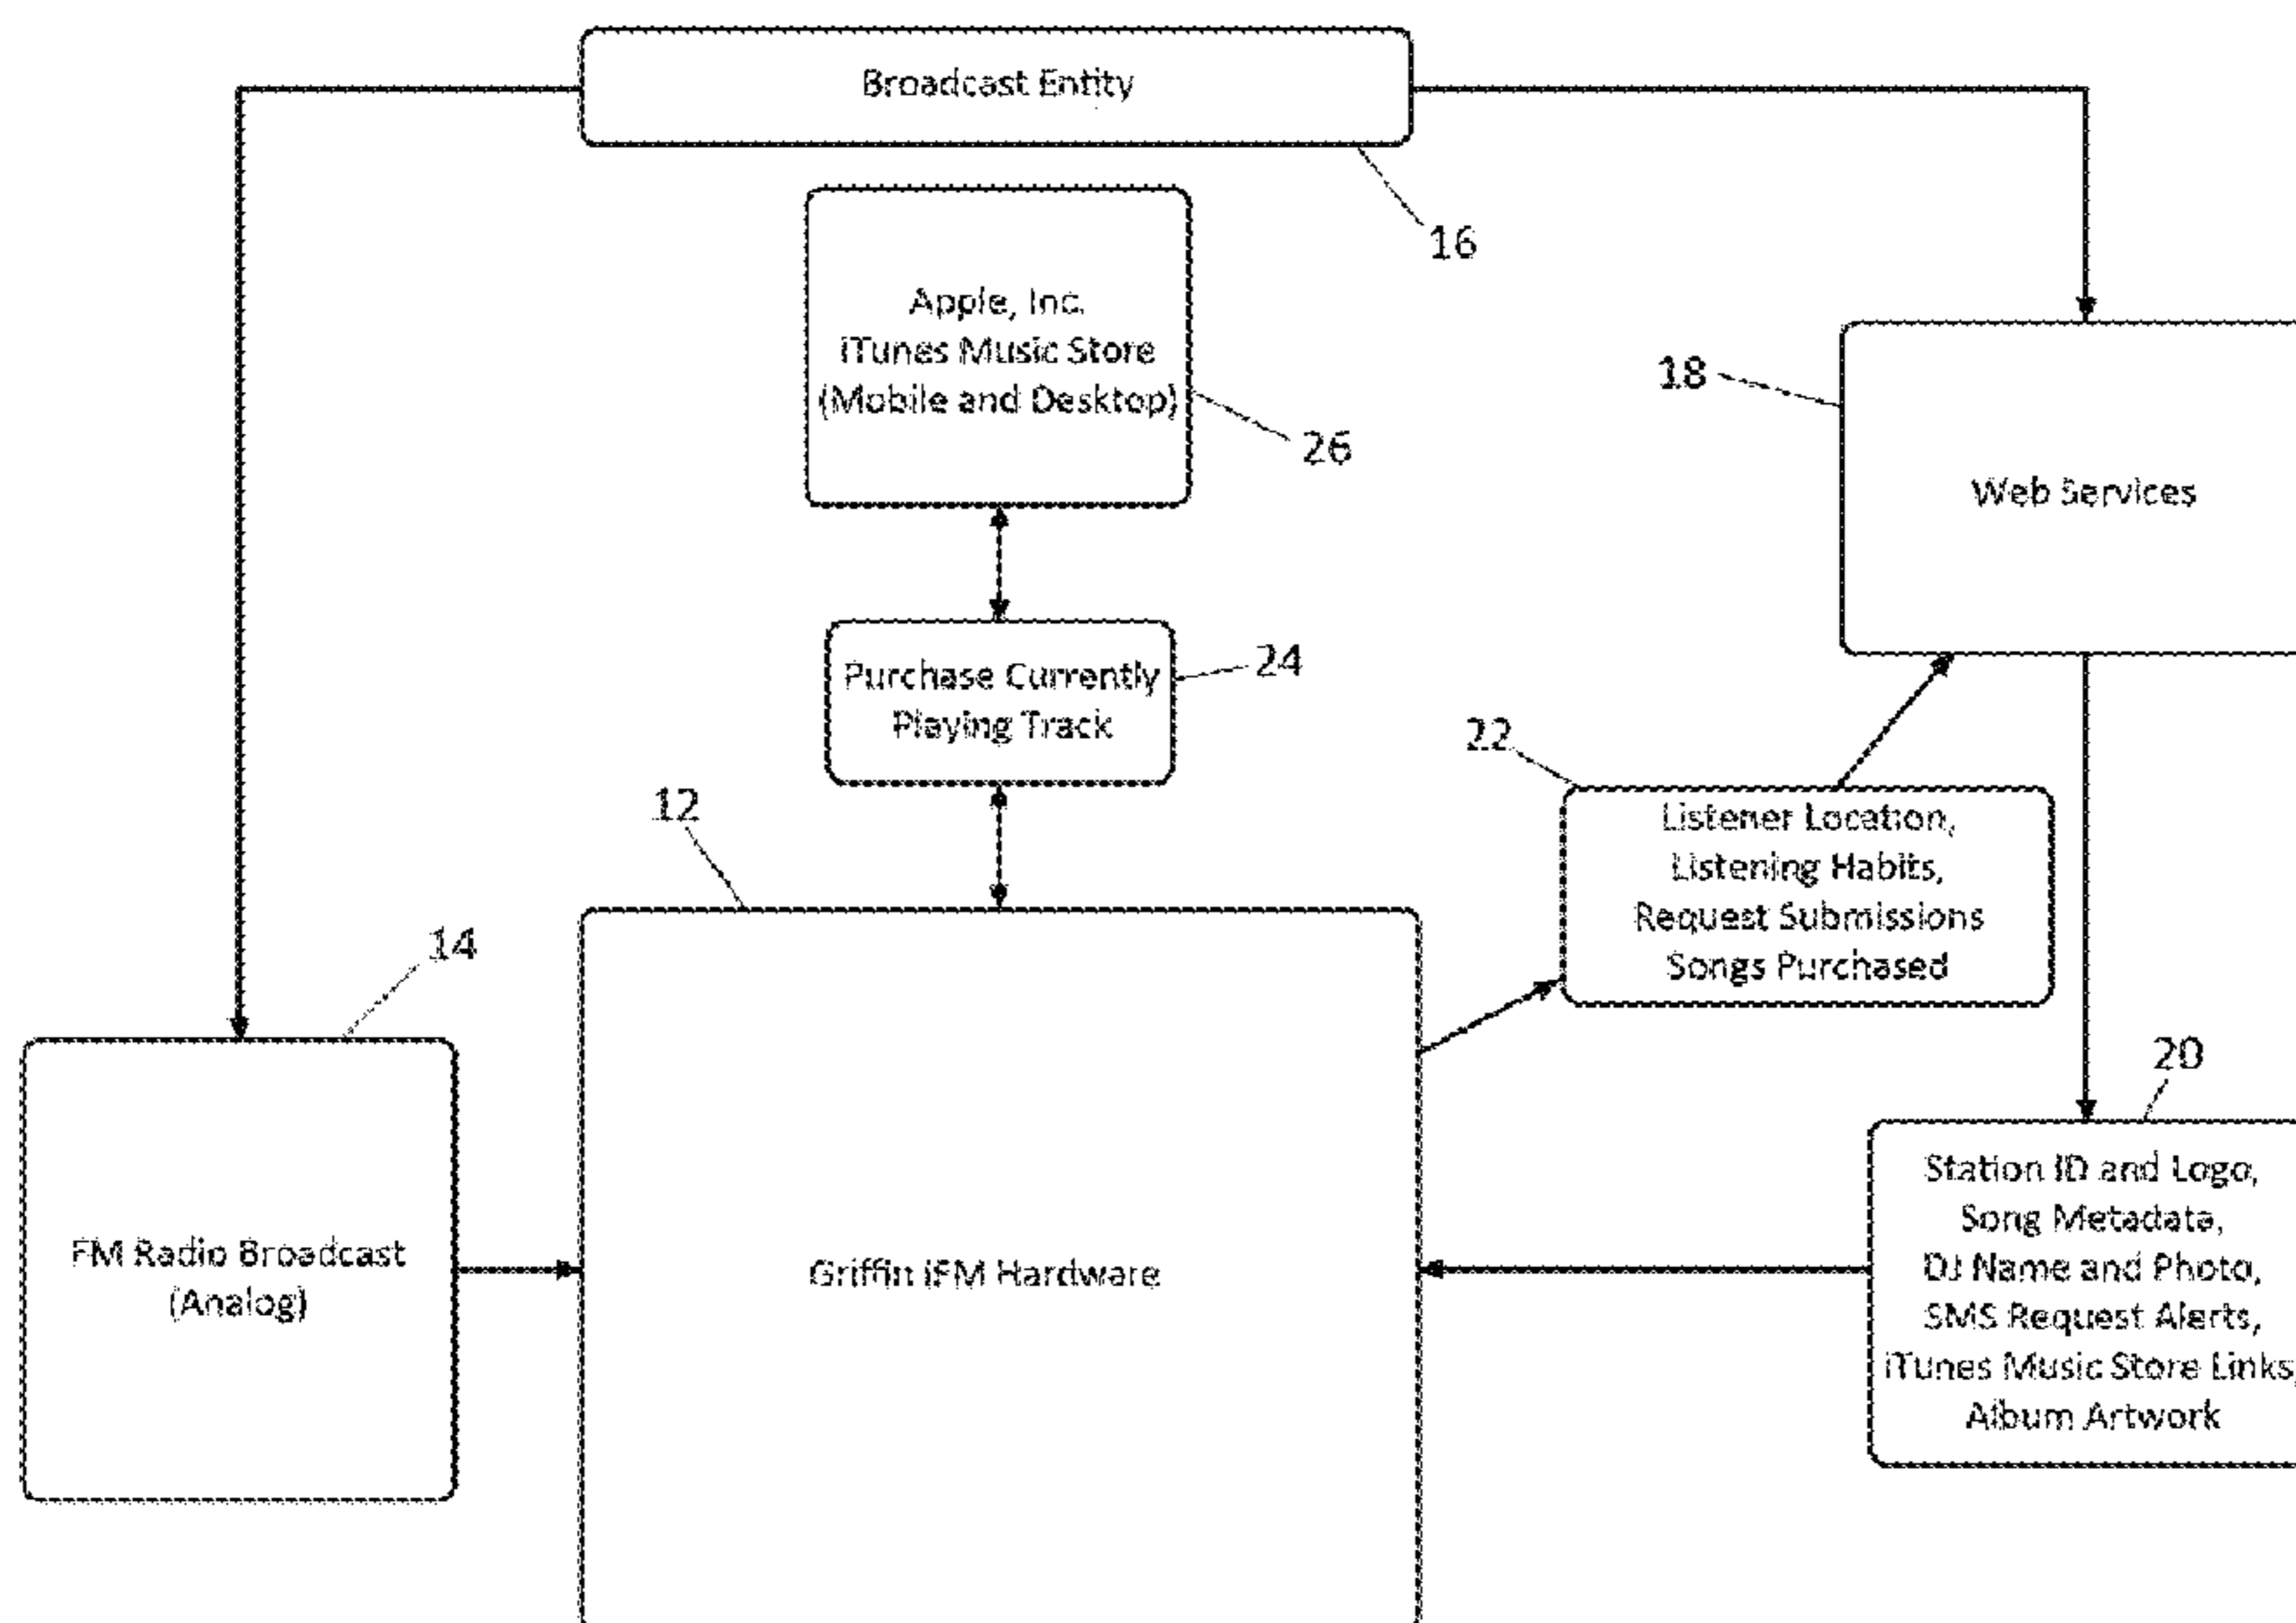 Broadcast Entity
16
Apple, Inc.
iTunes Music Store
(Mobile and Desktop)
26
18
Web Services
Purchase Currently
Playing Track
24
22
Listener Location,
Listening Habits,
Request Submissions
Songs Purchased
12
14
FM Radio Broadcast
(Analog)
Griffin iFM Hardware
20
Station ID and Logo,
Song Metadata,
DJ Name and Photo,
SMS Request Alerts,
iTunes Music Store Links,
Album Artwork